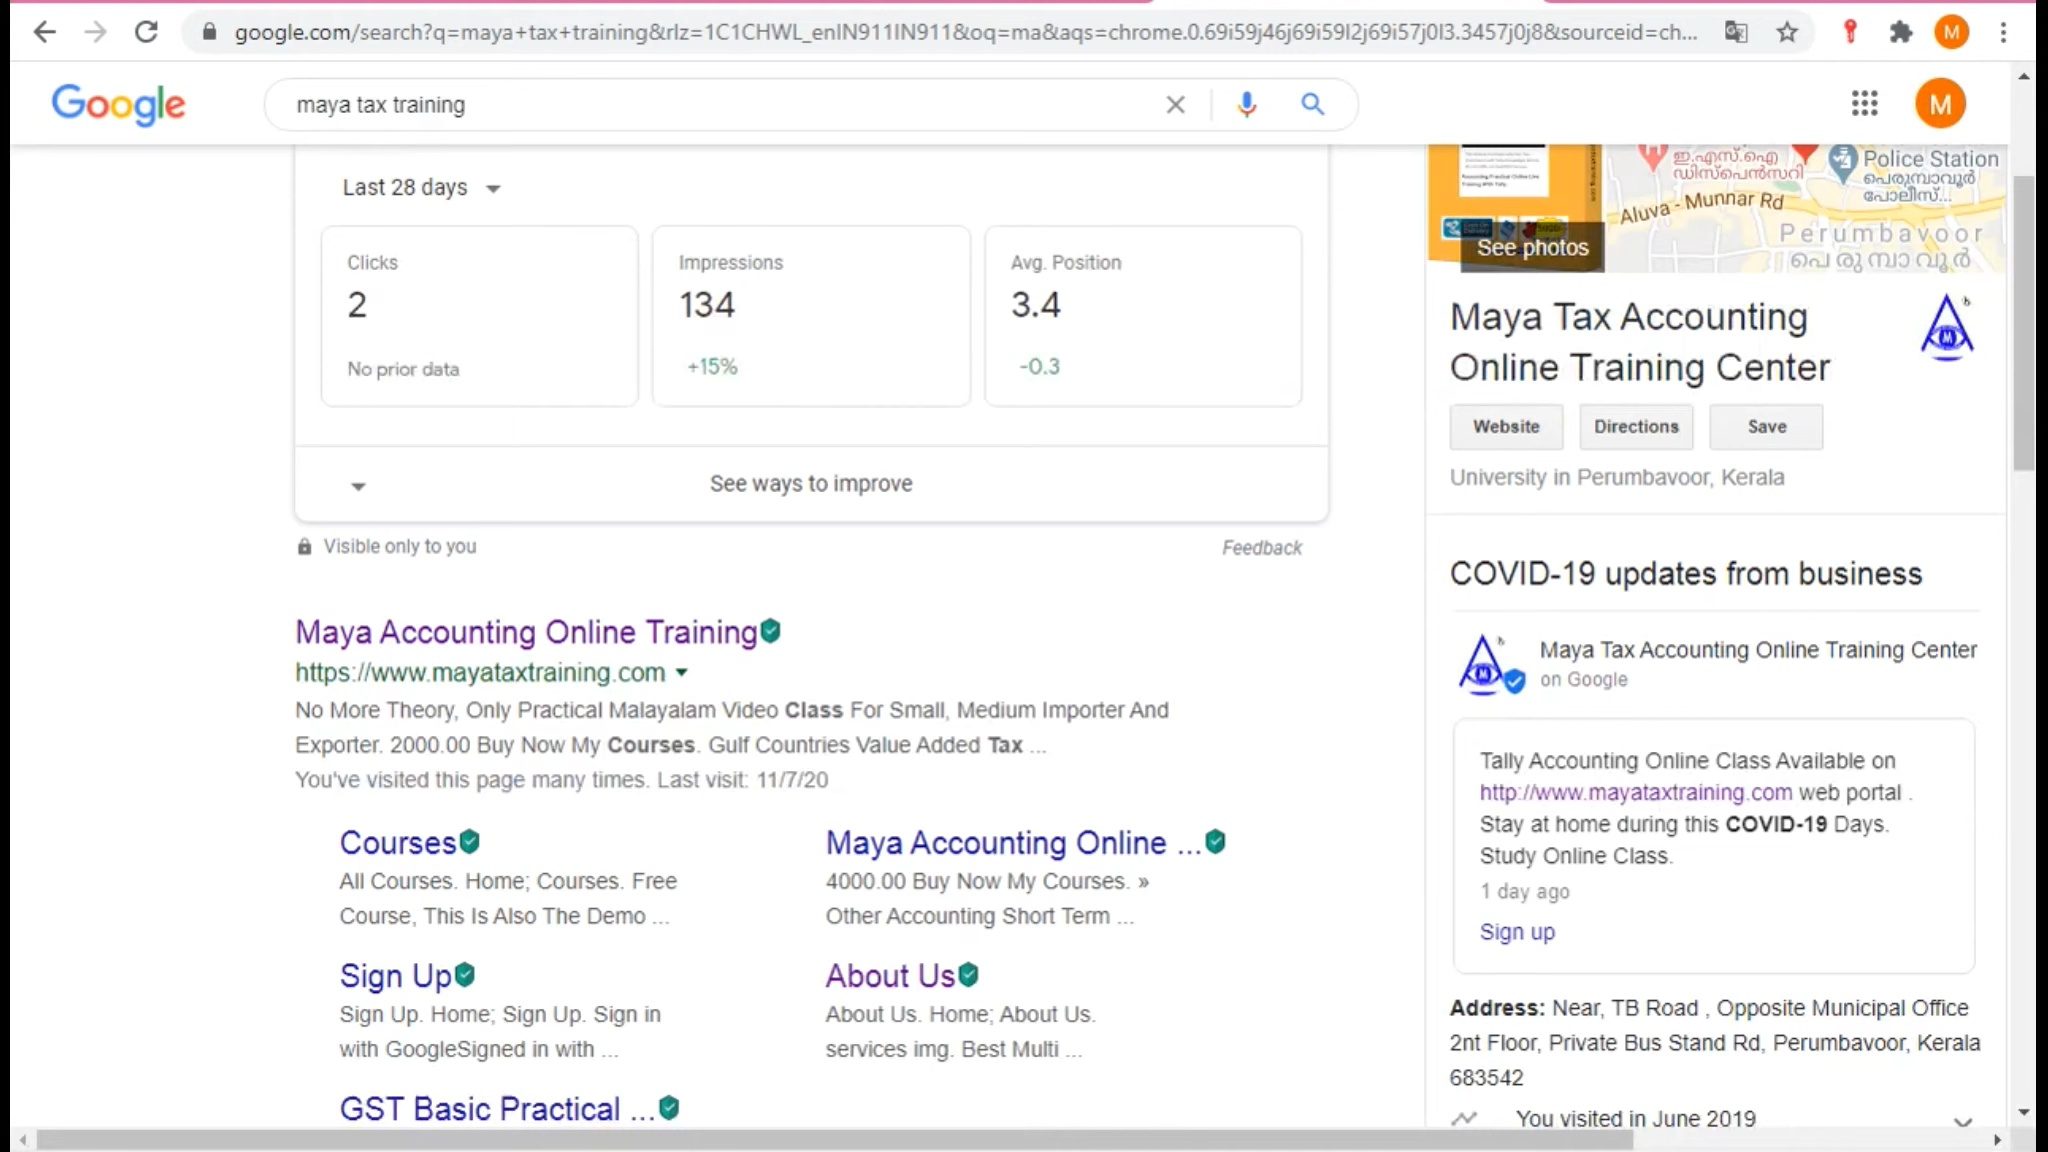 google.com/search?q=maya+tax+training&rlz=1C1CHWL_enIN911IN911&oq=ma&aqs=chrome.0.69i59j46j69i59l2j69i57j0l3.3457j0j8&sourceid=ch...
M
Google
maya tax training
M
Last 28 days
Clicks
2
No prior data
Impressions
134
+15%
Avg. Position
3.4
-0.3
See ways to improve
Visible only to you
Feedback
Maya Accounting Online Training
https://www.mayataxtraining.com
No More Theory, Only Practical Malayalam Video Class For Small, Medium Importer And
Exporter. 2000.00 Buy Now My Courses. Gulf Countries Value Added Tax ...
You've visited this page many times. Last visit: 11/7/20
Courses
All Courses. Home; Courses. Free
Course, This Is Also The Demo ...
Maya Accounting Online ...
4000.00 Buy Now My Courses. »
Other Accounting Short Term ...
Sign Up
Sign Up. Home; Sign Up. Sign in
with GoogleSigned in with ...
About Us
About Us. Home; About Us.
services img. Best Multi ...
GST Basic Practical ...
See photos
ഇ.എസ്.ഐ
ഡിസ്പെൻസറി
Police Station
പെരുമ്പാവൂർ
പോലീസ്...
Aluva - Munnar Rd
Perumbavoor
പെരുമ്പാവൂർ
Maya Tax Accounting
Online Training Center
Website
Directions
Save
University in Perumbavoor, Kerala
COVID-19 updates from business
Maya Tax Accounting Online Training Center
on Google
Tally Accounting Online Class Available on
http://www.mayataxtraining.com web portal .
Stay at home during this COVID-19 Days.
Study Online Class.
1 day ago
Sign up
Address: Near, TB Road , Opposite Municipal Office
2nt Floor, Private Bus Stand Rd, Perumbavoor, Kerala
683542
You visited in June 2019